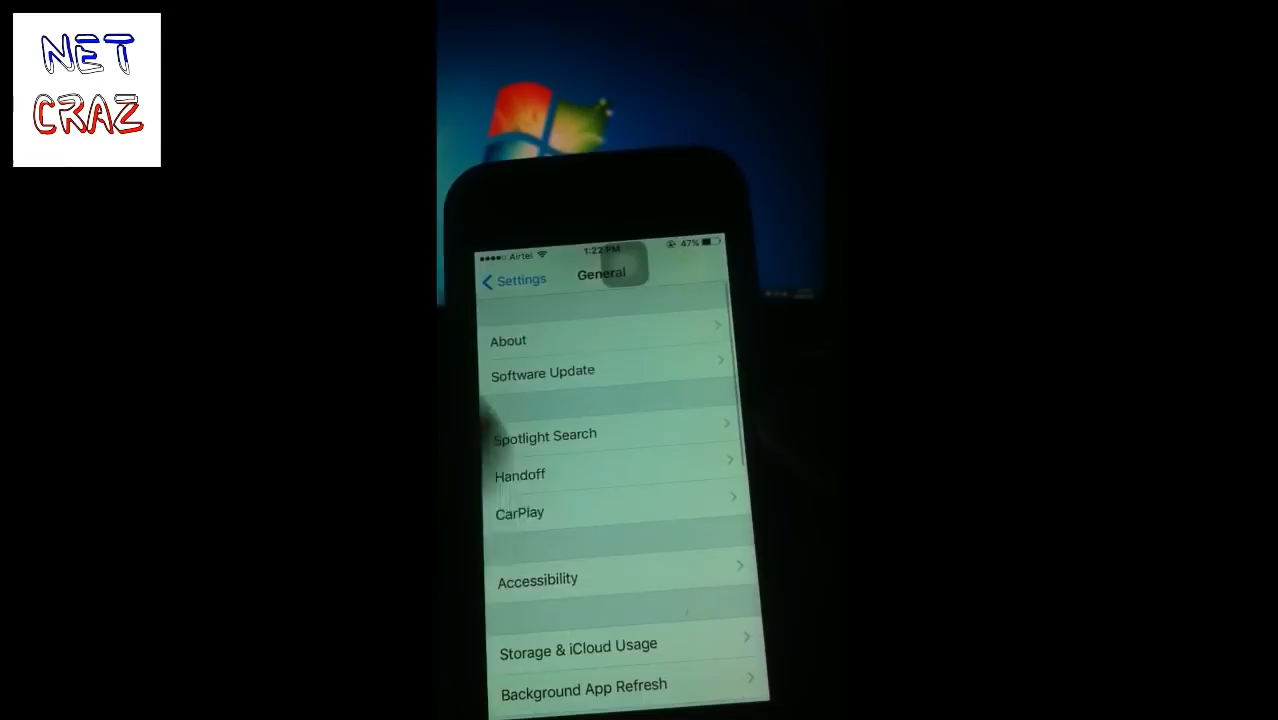 NET
CRAZ
Airtel 1:22 PM 47%
Settings General
About
Software Update
Spotlight Search
Handoff
CarPlay
Accessibility
Storage & iCloud Usage
Background App Refresh